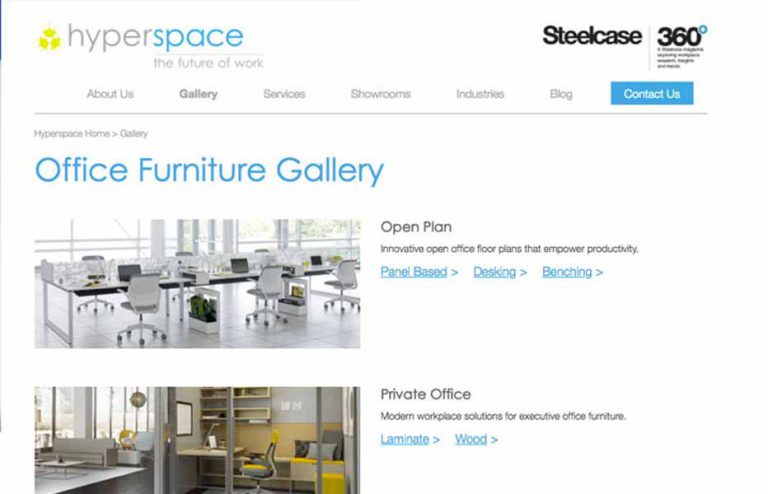 hyperspace
the future of work
Steelcase 360°
A Steelcase magazine
exploring workplace
research, insights
and trends.
About Us Gallery Services Showrooms Industries Blog Contact Us
Hyperspace Home > Gallery
Office Furniture Gallery
Open Plan
Innovative open office floor plans that empower productivity.
Panel Based > Desking > Benching >
Private Office
Modern workplace solutions for executive office furniture.
Laminate > Wood >